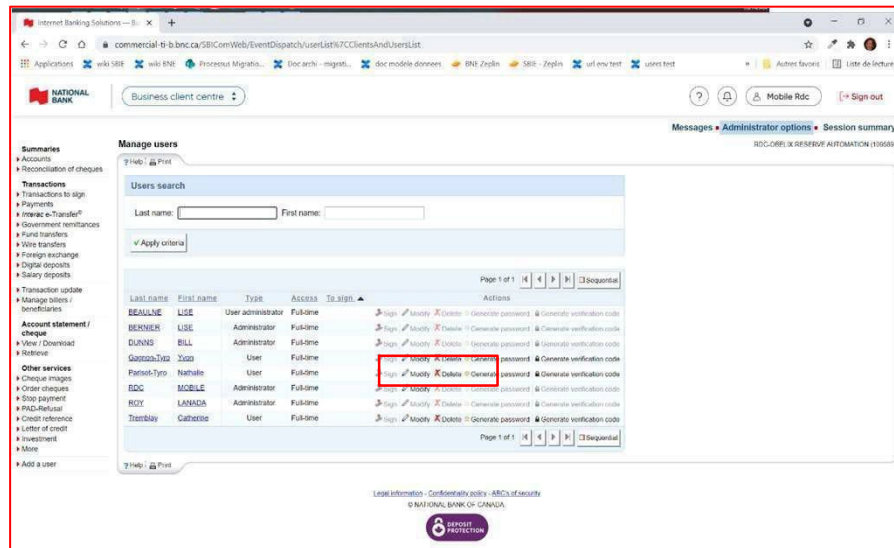 Internet Banking Solutions — Bu × +
commercial-ti-b.bnc.ca/SBIComWeb/EventDispatch/userList%7CClientsAndUsersList
Applications wiki SBIE wiki BNE Processus Migratio... Doc archi - migrati... doc modele donnees BNE Zeplin SBIE - Zeplin url env test users test » Autres favoris Liste de lecture
NATIONAL BANK Business client centre ? Mobile Rdc Sign out
Messages Administrator options Session summary
RDC-OBELIX RESERVE AUTOMATION
Manage users
? Help Print
Summaries
Accounts
Reconciliation of cheques
Transactions
Transactions to sign
Payments
Interac e-Transfer®
Government remittances
Fund transfers
Wire transfers
Foreign exchange
Digital deposits
Salary deposits
Transaction update
Manage billers /
beneficiaries
Account statement /
cheque
View / Download
Retrieve
Other services
Cheque images
Order cheques
Stop payment
PAD-Refusal
Credit reference
Letter of credit
Investment
More
Add a user
Users search
Last name: First name:
Apply criteria
Page 1 of 1 Sequential
Last name First name Type Access To sign Actions
BEAULNE LISE User administrator Full-time Sign Modify Delete Generate password Generate verification code
BERNIER LISE Administrator Full-time Sign Modify Delete Generate password Generate verification code
DUNNS BILL Administrator Full-time Sign Modify Delete Generate password Generate verification code
Gagnon-Tyro Yvon User Full-time Sign Modify Delete Generate password Generate verification code
Parisot-Tyro Nathalie User Full-time Sign Modify Delete Generate password Generate verification code
RDC MOBILE Administrator Full-time Sign Modify Delete Generate password Generate verification code
ROY LANADA Administrator Full-time Sign Modify Delete Generate password Generate verification code
Tremblay Catherine User Full-time Sign Modify Delete Generate password Generate verification code
Page 1 of 1 Sequential
? Help Print
Legal information - Confidentiality policy - ABCs of security
© NATIONAL BANK OF CANADA.
DEPOSIT PROTECTION